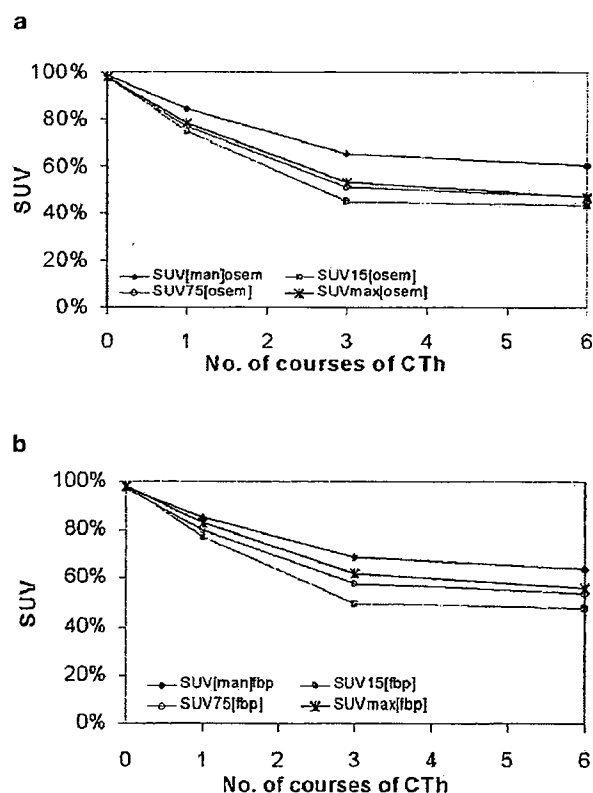 a
100%
80%
60%
40%
20%
0%
SUV
SUV[man]osem SUV15[osem]
SUV75[osem] SUVmax[osem]
0 1 2 3 4 5 6
No. of courses of CTh
b
100%
80%
60%
40%
20%
0%
SUV
SUV[man]fbp SUV15[fbp]
SUV75[fbp] SUVmax[fbp]
0 1 2 3 4 5 6
No. of courses of CTh